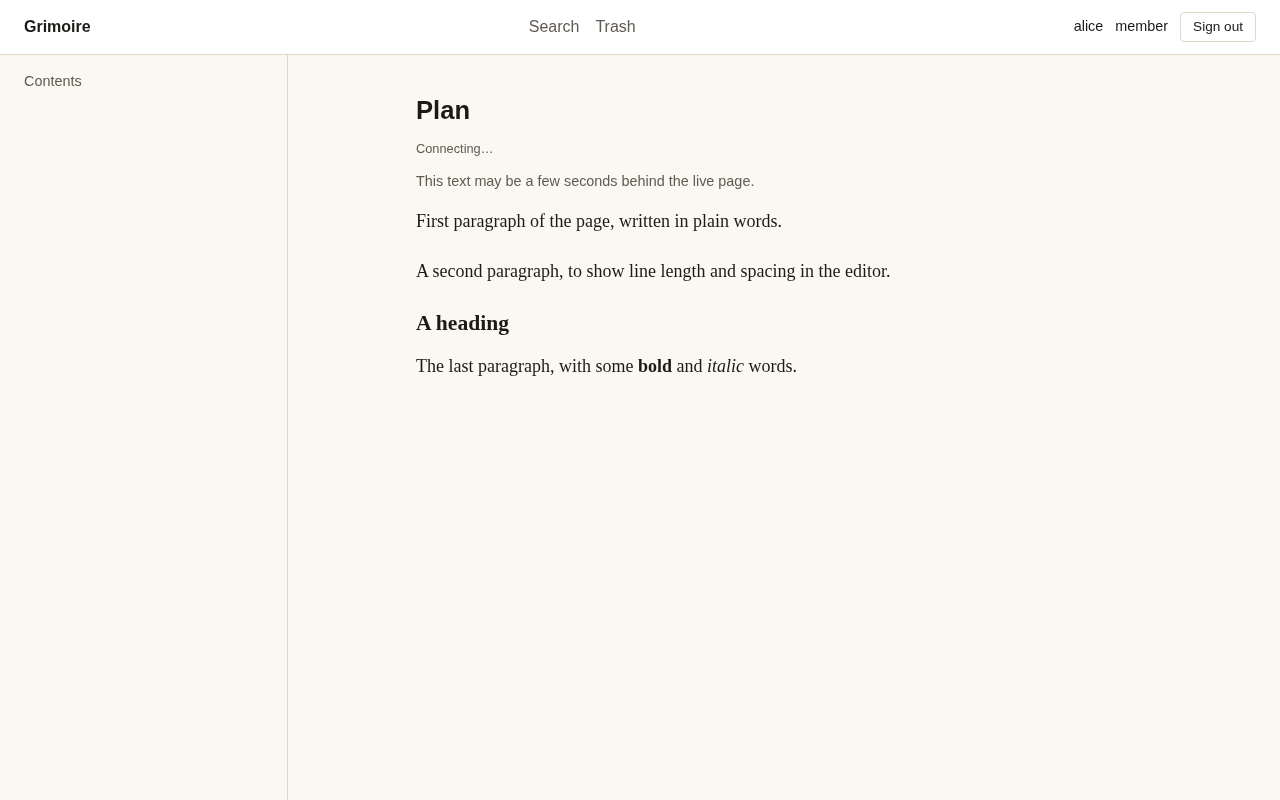 Grimoire
Search Trash
alice member Sign out
Contents
Plan
Connecting…
This text may be a few seconds behind the live page.
First paragraph of the page, written in plain words.
A second paragraph, to show line length and spacing in the editor.
A heading
The last paragraph, with some bold and italic words.